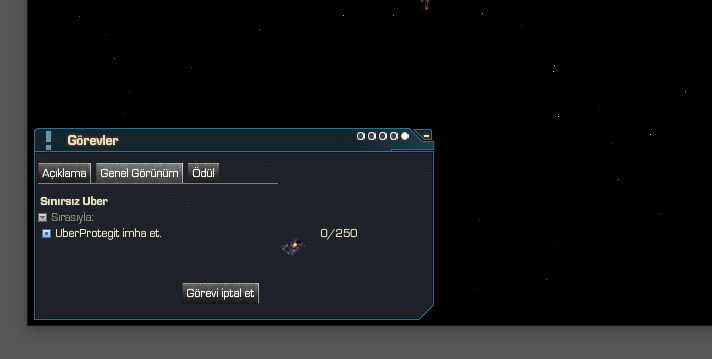 Görevler
Açıklama Genel Görünüm Ödül
Sınırsız Uber
Sırasıyla:
UberProtegit imha et. 0/250
Görevi iptal et